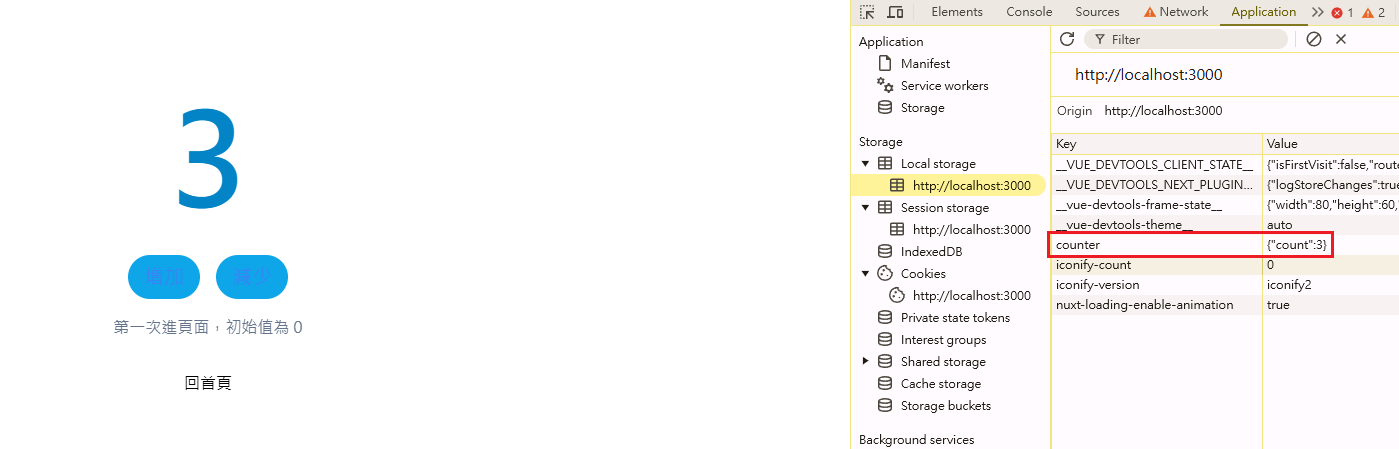 3
增加 減少
第一次進頁面，初始值為 0
回首頁
Elements Console Sources Network Application 1 2
Application
Manifest
Service workers
Storage
Storage
Local storage
http://localhost:3000
Session storage
http://localhost:3000
IndexedDB
Cookies
http://localhost:3000
Private state tokens
Interest groups
Shared storage
Cache storage
Storage buckets
Background services
Filter
http://localhost:3000
Origin http://localhost:3000
Key Value
__VUE_DEVTOOLS_CLIENT_STATE__ {"isFirstVisit":false,"route
__VUE_DEVTOOLS_NEXT_PLUGIN... {"logStoreChanges":true
__vue-devtools-frame-state__ {"width":80,"height":60,"
__vue-devtools-theme__ auto
counter {"count":3}
iconify-count 0
iconify-version iconify2
nuxt-loading-enable-animation true